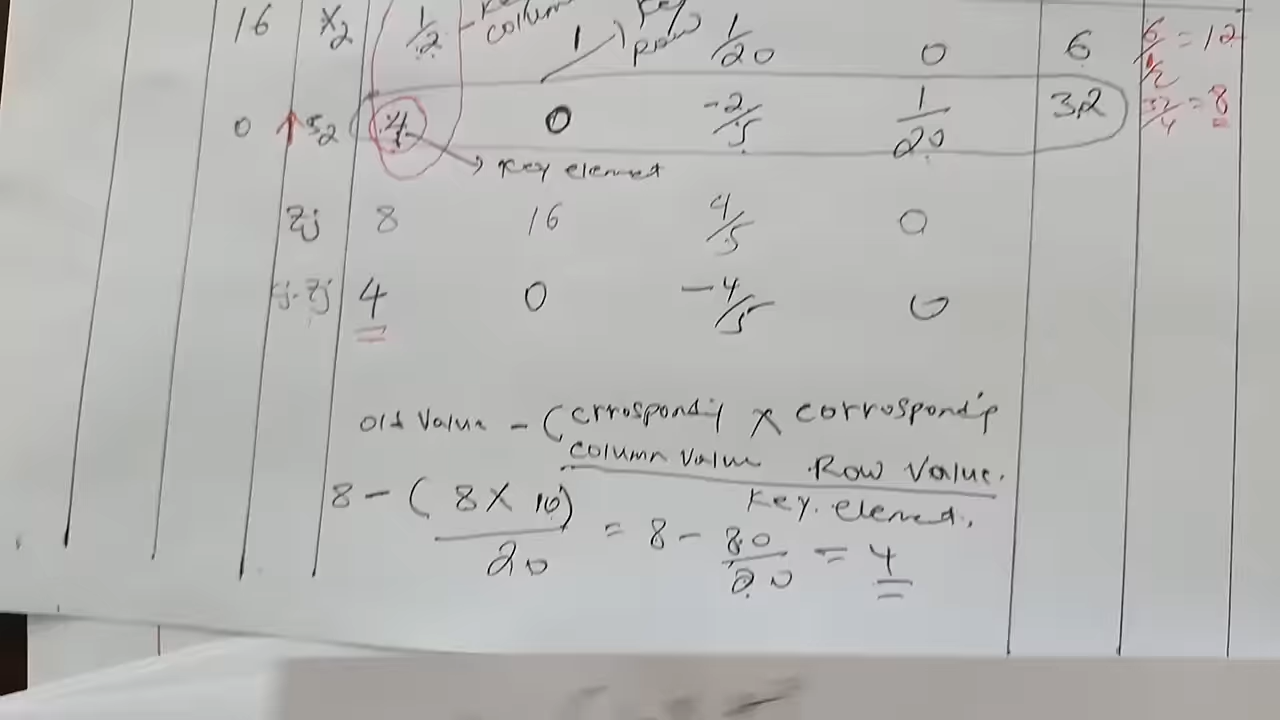 16 x2 1/2 column 1 row 1/20 0 6 6/1/2 = 12
0 S2 4 0 -2/5 1/20 32 32/4 = 8
Key element
Zj 8 16 4/5 0
cj-Zj 4 0 -4/5 0
Old Value - (crrospond'g x corrospond'g
column value Row value.
Key. element.
8 - (8 X 10) / 20 = 8 - 80/20 = 4